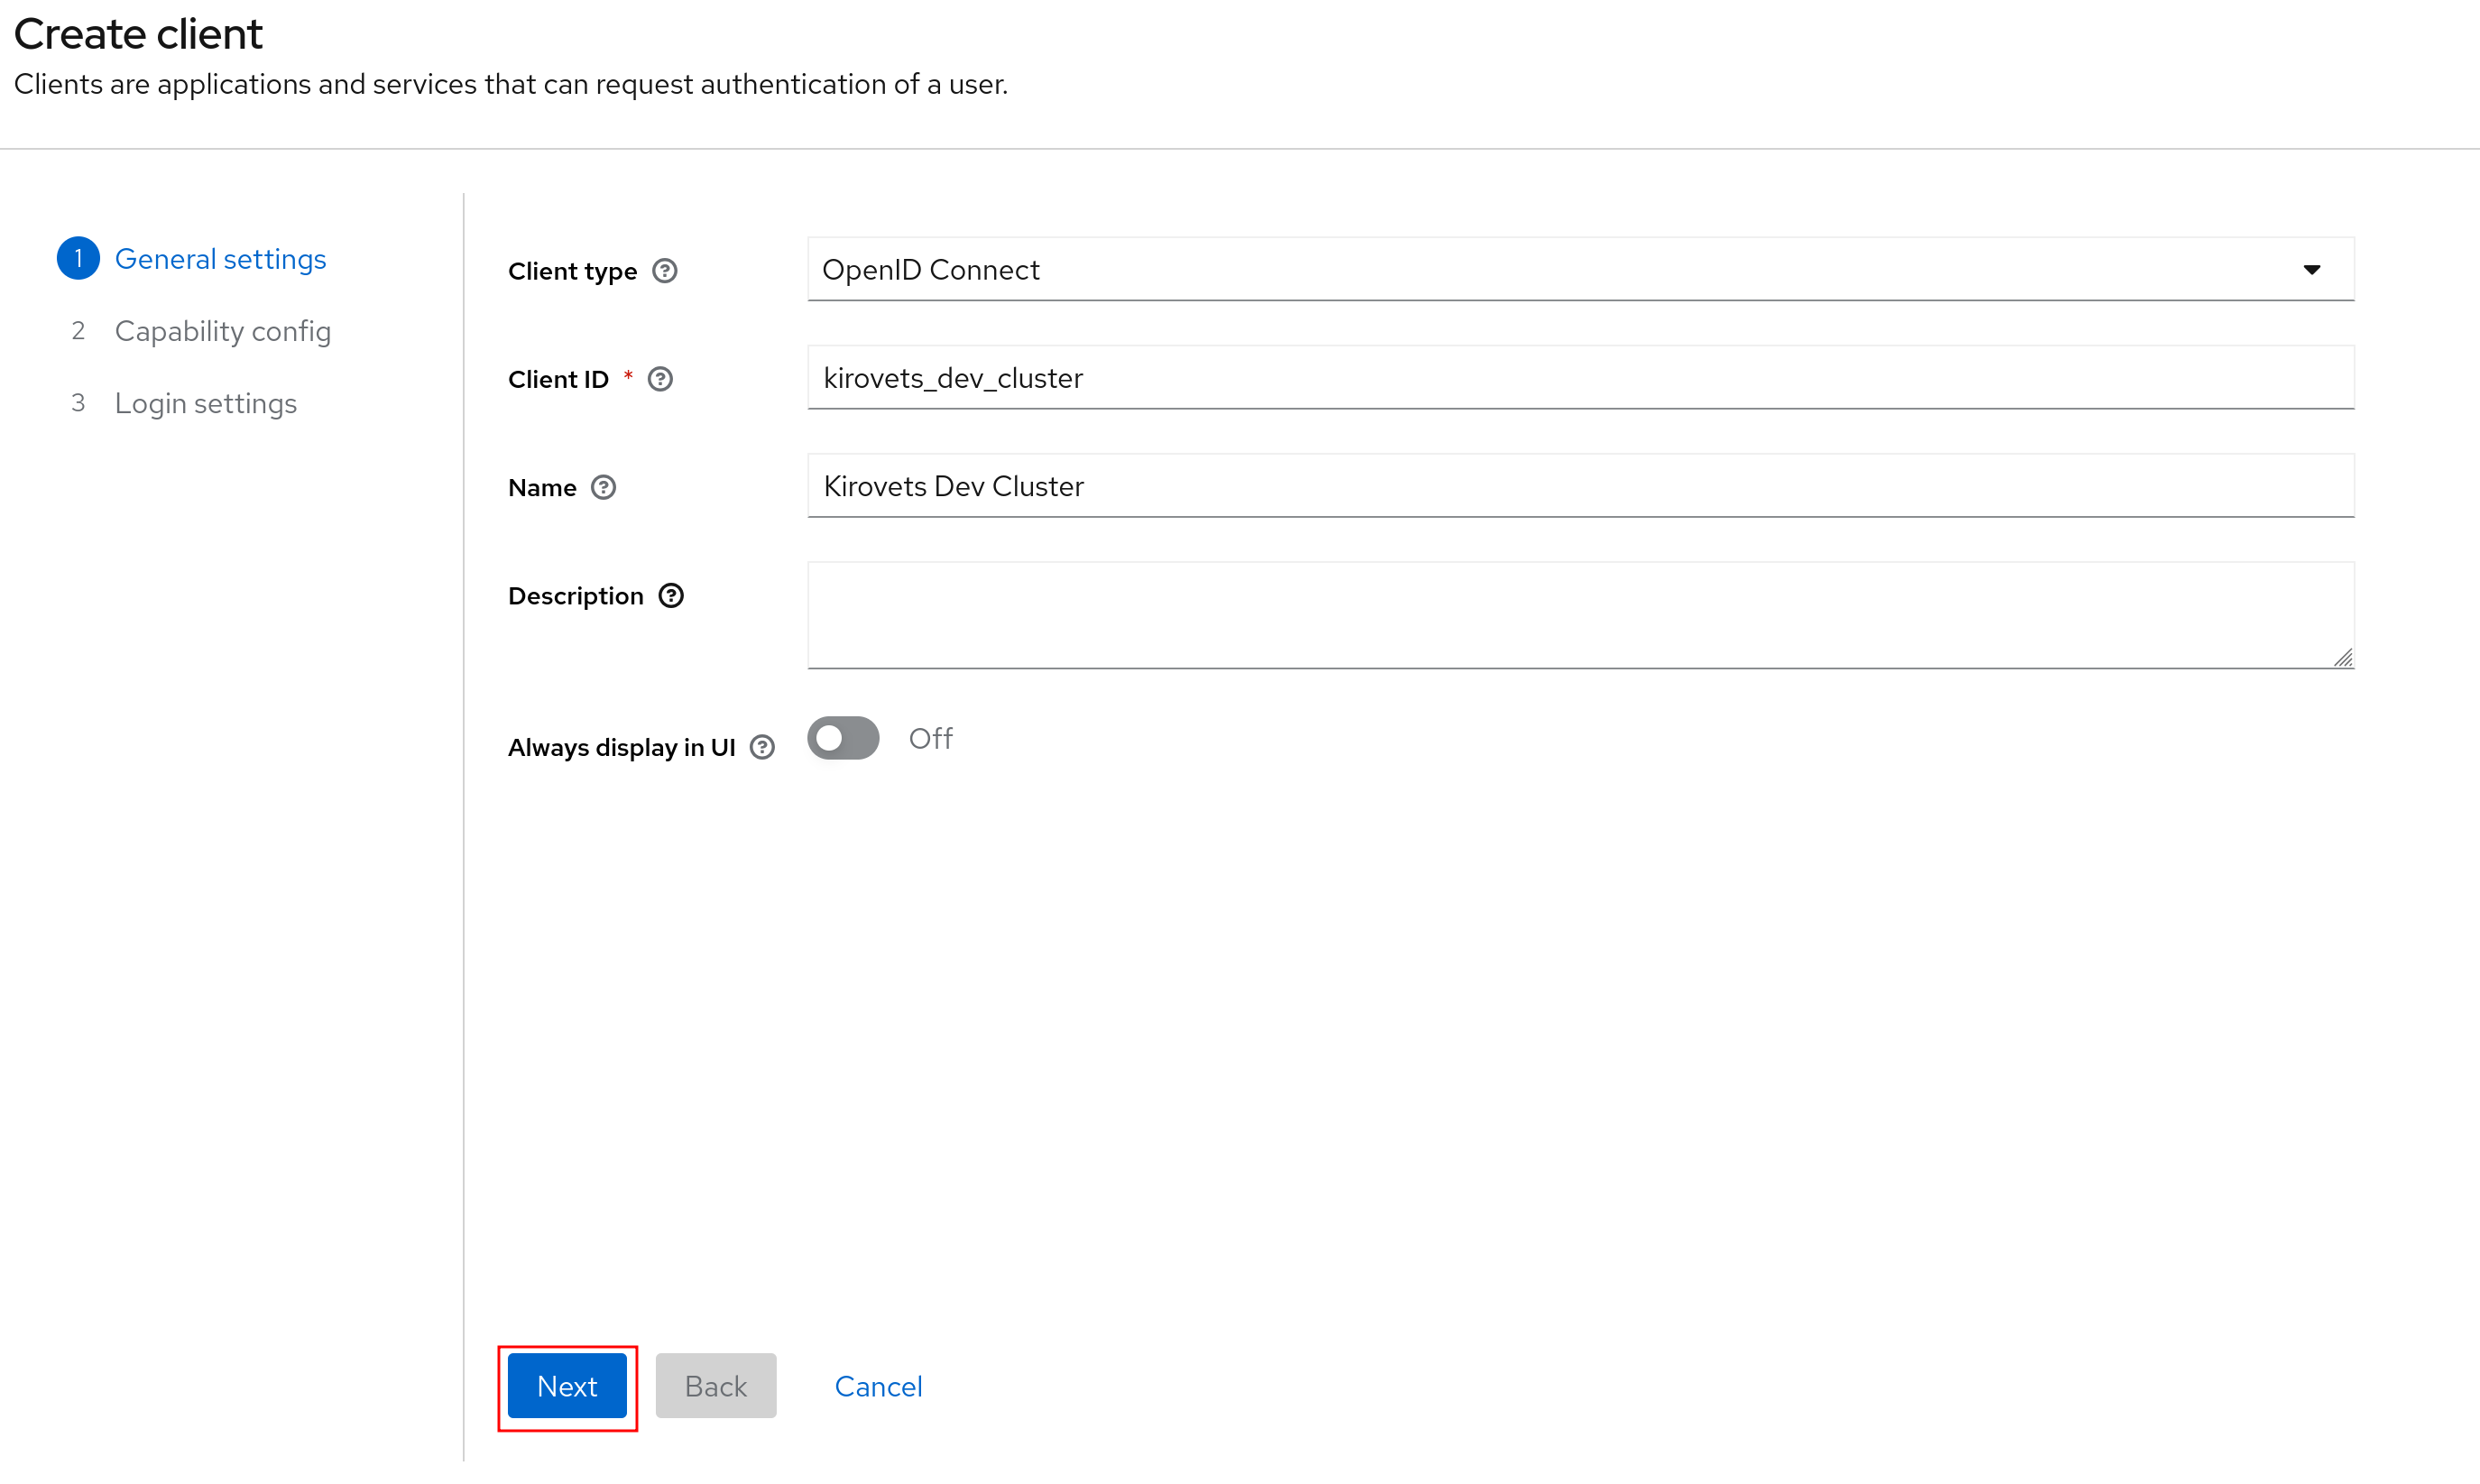 Create client
Clients are applications and services that can request authentication of a user.
1 General settings
2 Capability config
3 Login settings
Client type
OpenID Connect
Client ID *
kirovets_dev_cluster
Name
Kirovets Dev Cluster
Description
Always display in UI
Off
Next Back Cancel